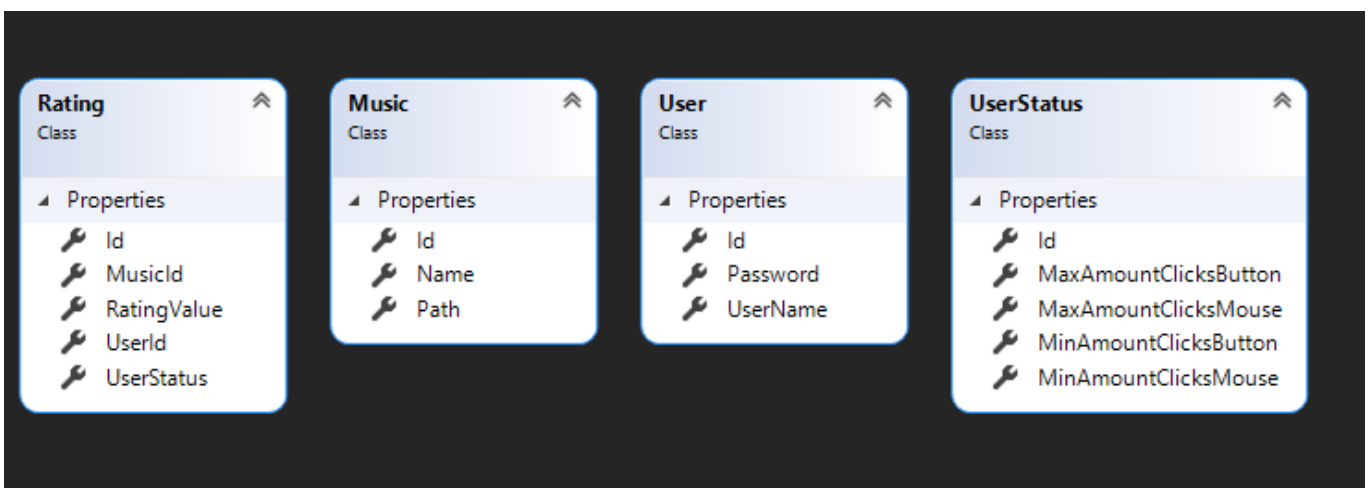 Rating
Class
Properties
Id
MusicId
RatingValue
UserId
UserStatus
Music
Class
Properties
Id
Name
Path
User
Class
Properties
Id
Password
UserName
UserStatus
Class
Properties
Id
MaxAmountClicksButton
MaxAmountClicksMouse
MinAmountClicksButton
MinAmountClicksMouse